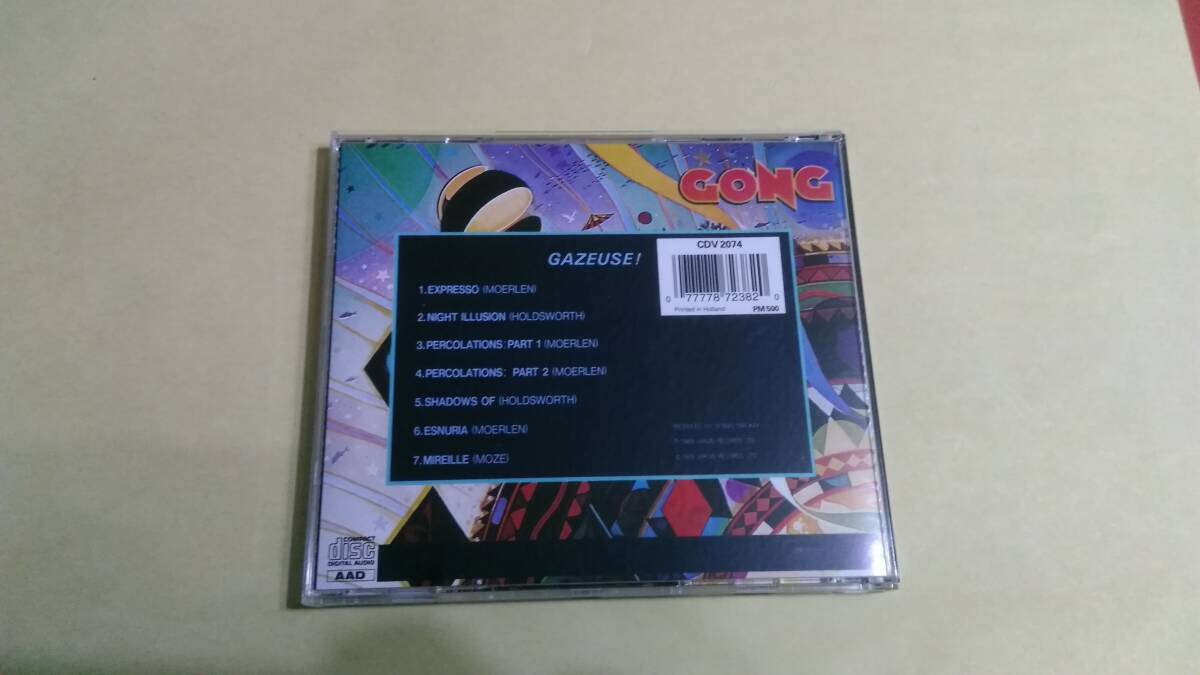 GONG
GAZEUSE!
CDV 2074
0 77778 72382 0
Printed in Holland PM 500
1.EXPRESSO (MOERLEN)
2.NIGHT ILLUSION (HOLDSWORTH)
3.PERCOLATIONS: PART 1 (MOERLEN)
4.PERCOLATIONS: PART 2 (MOERLEN)
5.SHADOWS OF (HOLDSWORTH)
6.ESNURIA (MOERLEN)
7.MIREILLE (MOZE)
COMPACT
disc
DIGITAL AUDIO
AAD